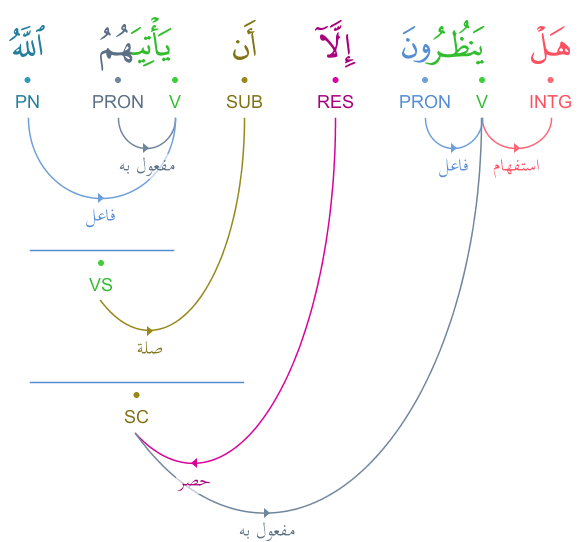 هَلْ يَنظُرُونَ إِلَّآ أَن يَأْتِيَهُمُ ٱللَّهُ
INTG V PRON RES SUB V PRON PN
استفهام فاعل مفعول به
فاعل
VS
صلة
SC
حصر
مفعول به